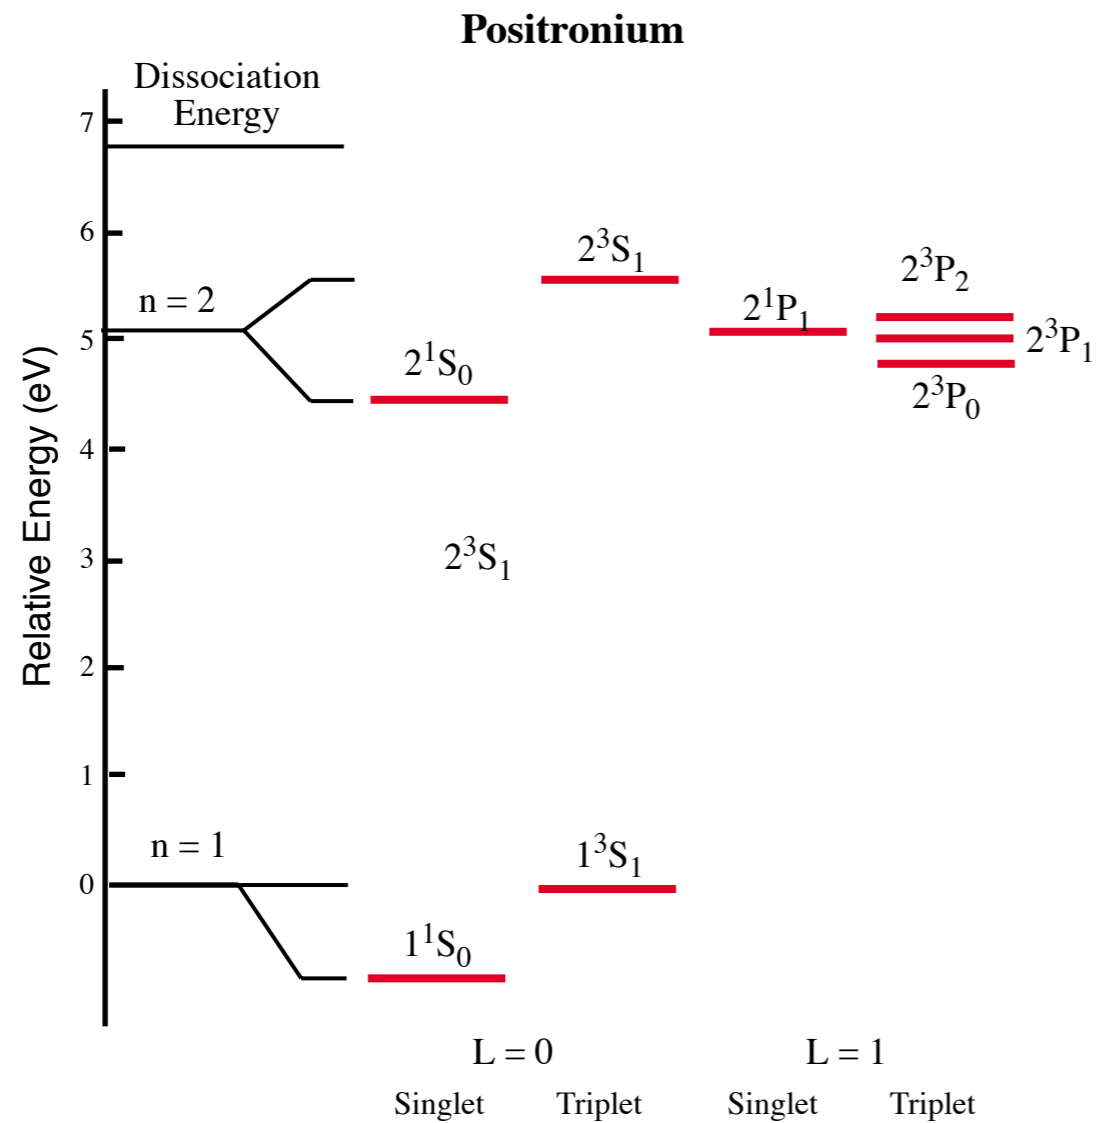 Positronium
Dissociation
Energy
7
6
5
4
3
2
1
0
Relative Energy (eV)
n = 2
n = 1
2³S₁
2¹S₀
2¹P₁
2³P₂
2³P₁
2³P₀
2³S₁
1³S₁
1¹S₀
L = 0
L = 1
Singlet
Triplet
Singlet
Triplet